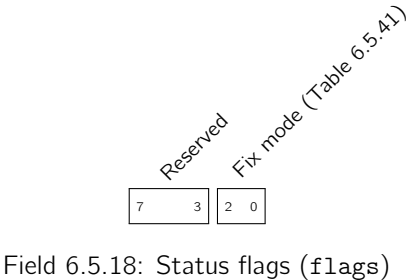 Reserved
Fix mode (Table 6.5.41)
7 3 2 0
Field 6.5.18: Status flags (flags)